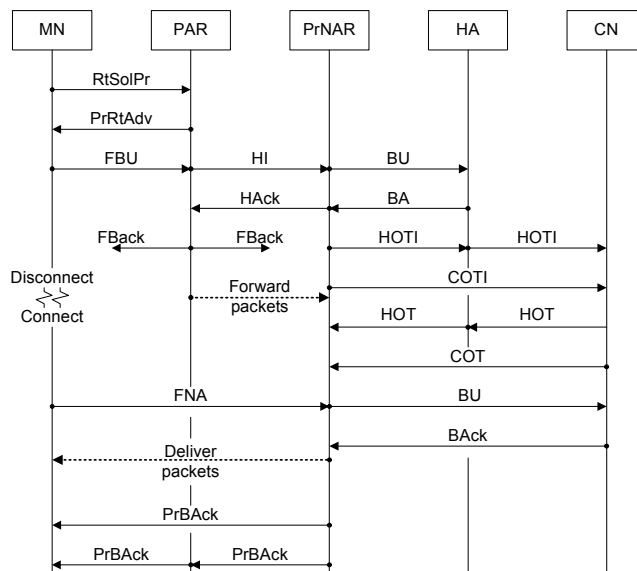 MN
PAR
PrNAR
HA
CN
RtSolPr
PrRtAdv
FBU
HI
BU
HAck
BA
FBack
FBack
HOTI
HOTI
Disconnect
Connect
Forward
packets
COTI
HOT
HOT
COT
FNA
BU
BAck
Deliver
packets
PrBAck
PrBAck
PrBAck